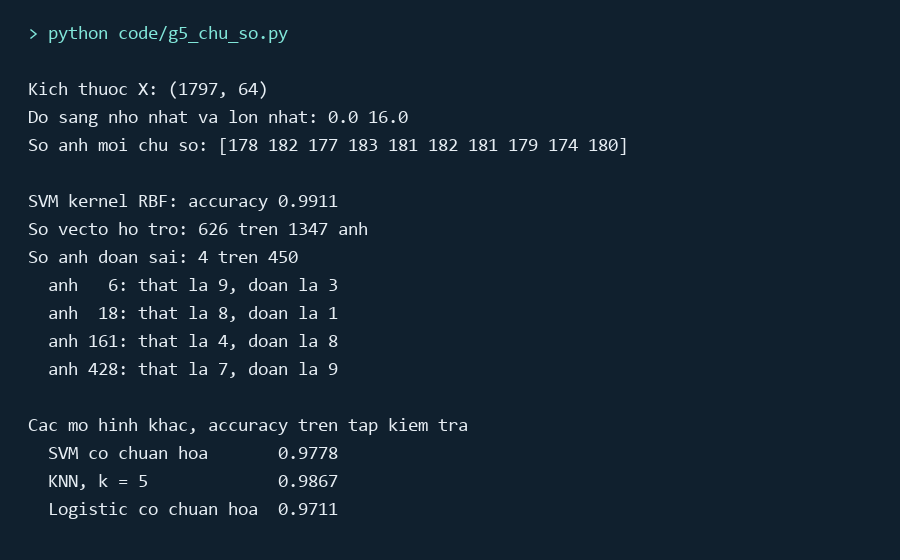 > python code/g5_chu_so.py
Kich thuoc X: (1797, 64)
Do sang nho nhat va lon nhat: 0.0 16.0
So anh moi chu so: [178 182 177 183 181 182 181 179 174 180]
SVM kernel RBF: accuracy 0.9911
So vecto ho tro: 626 tren 1347 anh
So anh doan sai: 4 tren 450
  anh   6: that la 9, doan la 3
  anh  18: that la 8, doan la 1
  anh 161: that la 4, doan la 8
  anh 428: that la 7, doan la 9
Cac mo hinh khac, accuracy tren tap kiem tra
  SVM co chuan hoa       0.9778
  KNN, k = 5             0.9867
  Logistic co chuan hoa  0.9711